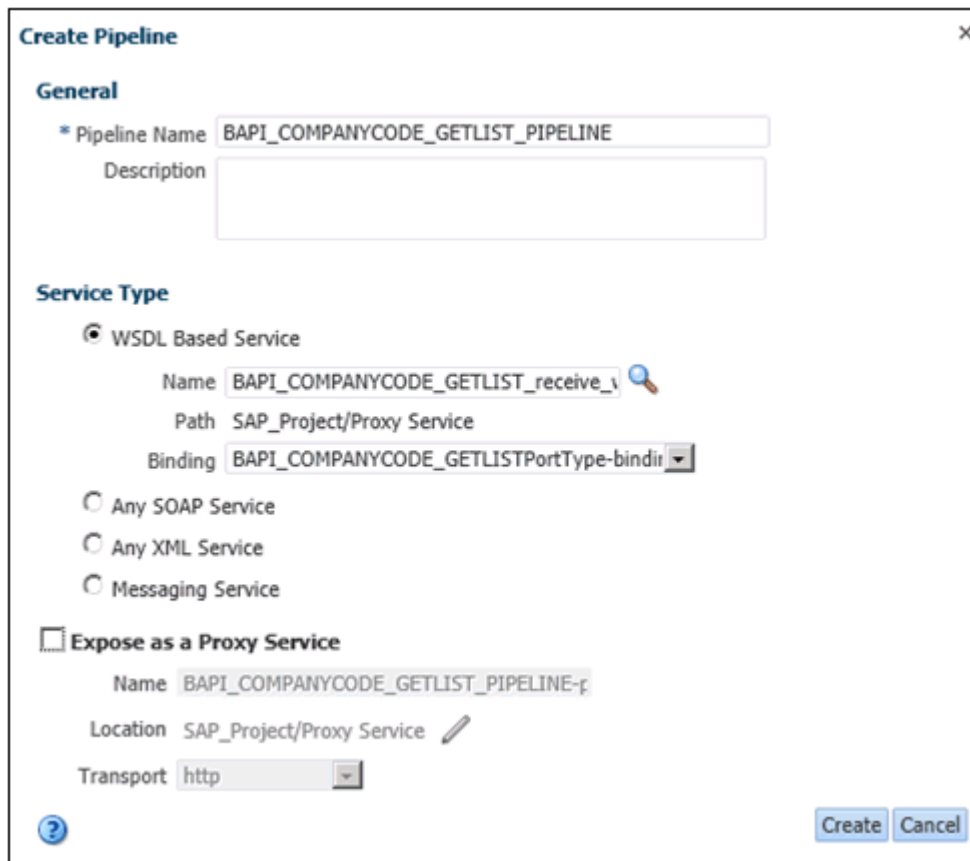 Create Pipeline
General
* Pipeline Name BAPI_COMPANYCODE_GETLIST_PIPELINE
Description
Service Type
WSDL Based Service
Name BAPI_COMPANYCODE_GETLIST_receive_
Path SAP_Project/Proxy Service
Binding BAPI_COMPANYCODE_GETLISTPortType-bindin
Any SOAP Service
Any XML Service
Messaging Service
Expose as a Proxy Service
Name BAPI_COMPANYCODE_GETLIST_PIPELINE-p
Location SAP_Project/Proxy Service
Transport http
? Create Cancel